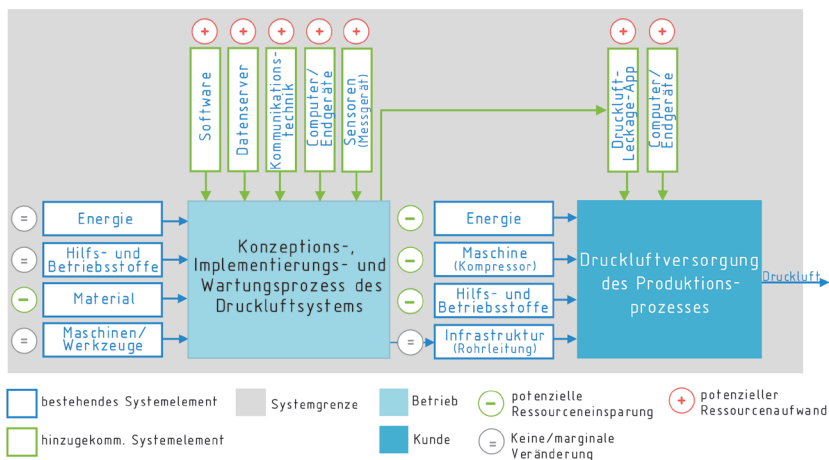 Software
Datenserver
Kommunikations-
technik
Computer/
Endgeräte
Sensoren
(Messgerät)
Druckluft-
Leckage-App
Computer/
Endgeräte
Energie
Hilfs- und
Betriebsstoffe
Material
Maschinen/
Werkzeuge
Konzeptions-,
Implementierungs- und
Wartungsprozess des
Druckluftsystems
Energie
Maschine
(Kompressor)
Hilfs- und
Betriebsstoffe
Infrastruktur
(Rohrleitung)
Druckluftversorgung
des Produktions-
prozesses
Druckluft
bestehendes Systemelement
hinzugekomm. Systemelement
Systemgrenze
Betrieb
Kunde
potenzielle
Ressourceneinsparung
Keine/marginale
Veränderung
potenzieller
Ressourcenaufwand